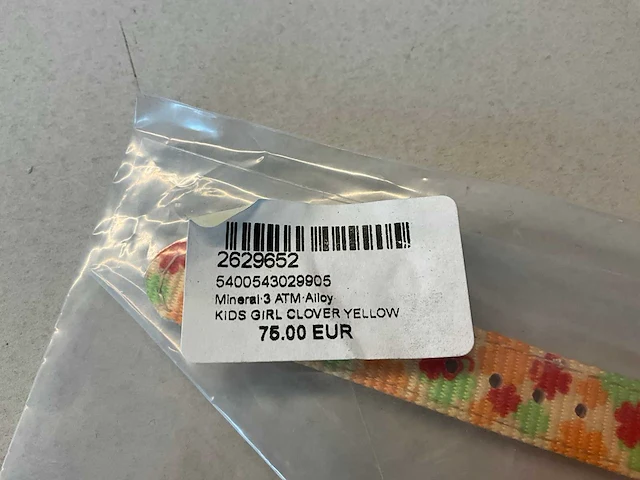 2629652
5400543029905
Mineral·3 ATM·Alloy
KIDS GIRL CLOVER YELLOW
75.00 EUR